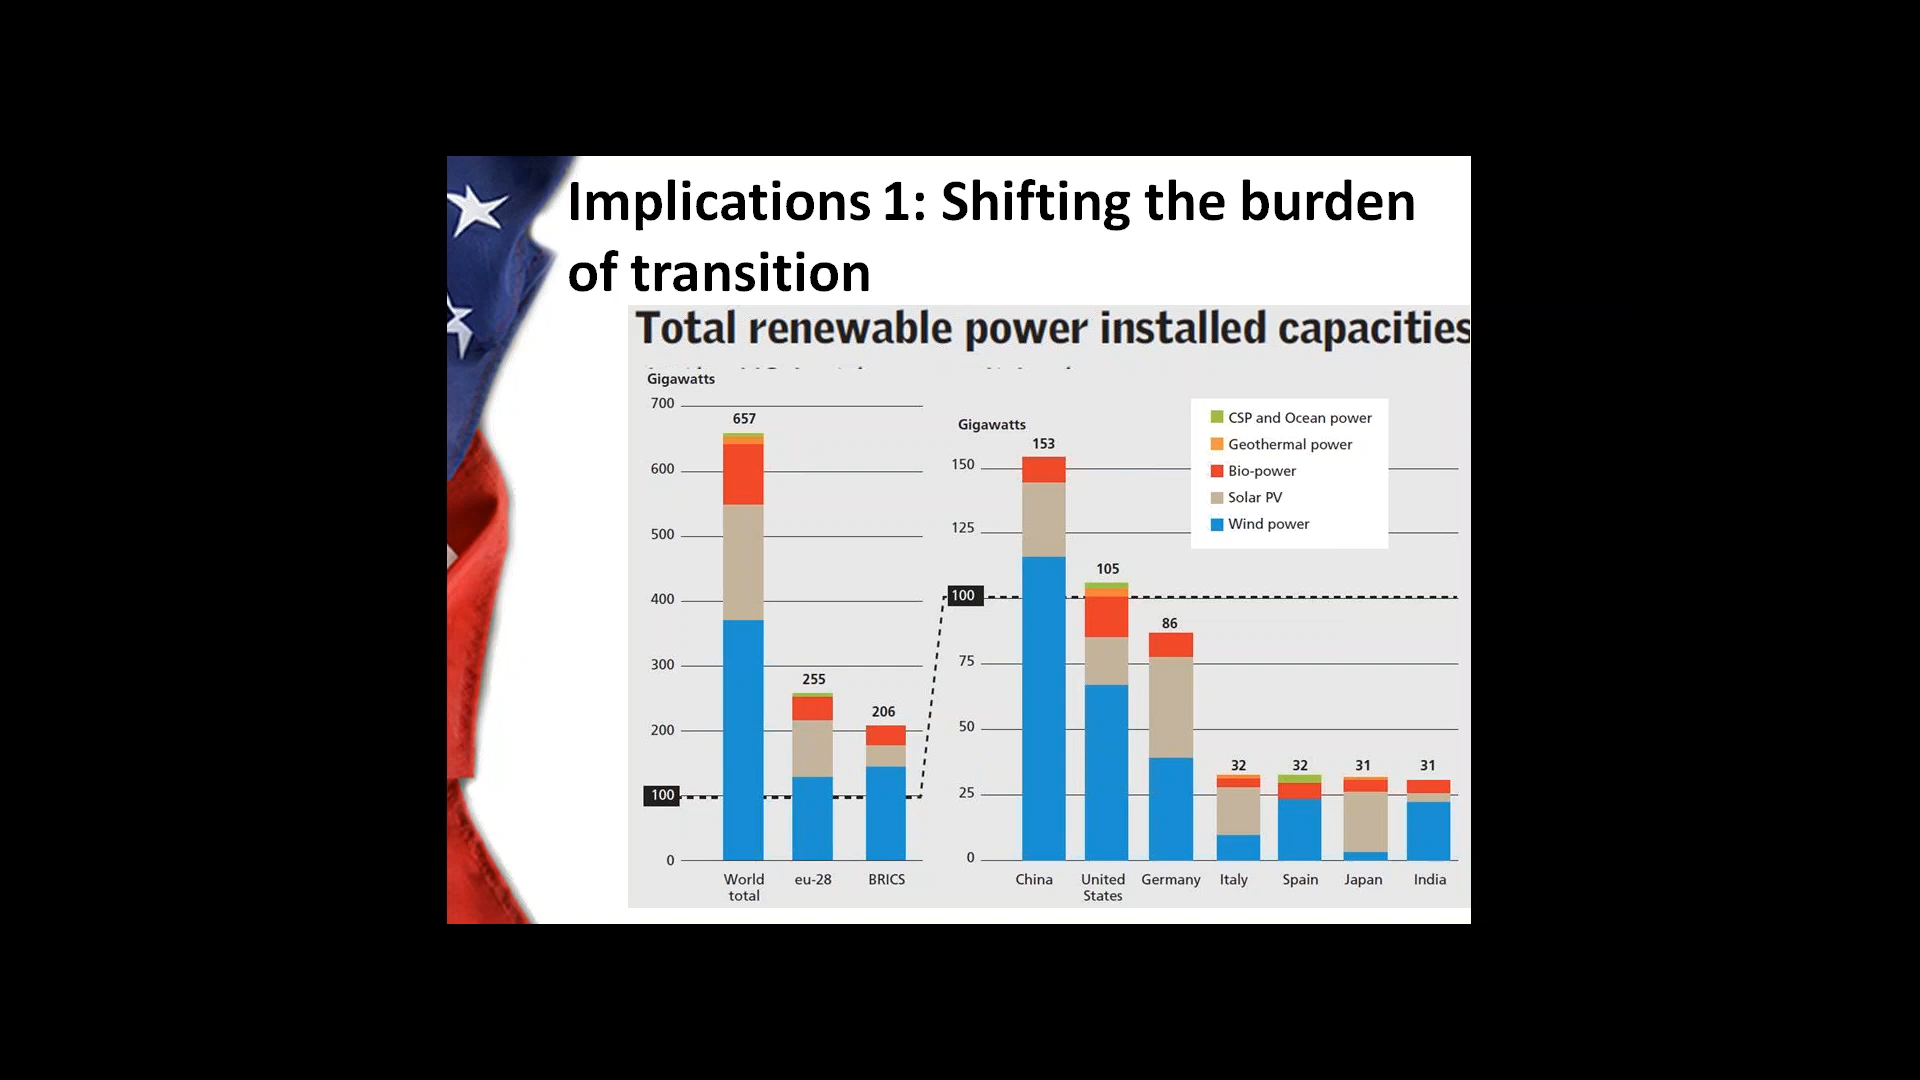 Implications 1: Shifting the burden
of transition
Total renewable power installed capacities
Gigawatts
700
600
500
400
300
200
100
0
657
255
206
World
total
eu-28
BRICS
Gigawatts
150
125
100
75
50
25
0
153
105
86
32
32
31
31
China
United
States
Germany
Italy
Spain
Japan
India
CSP and Ocean power
Geothermal power
Bio-power
Solar PV
Wind power